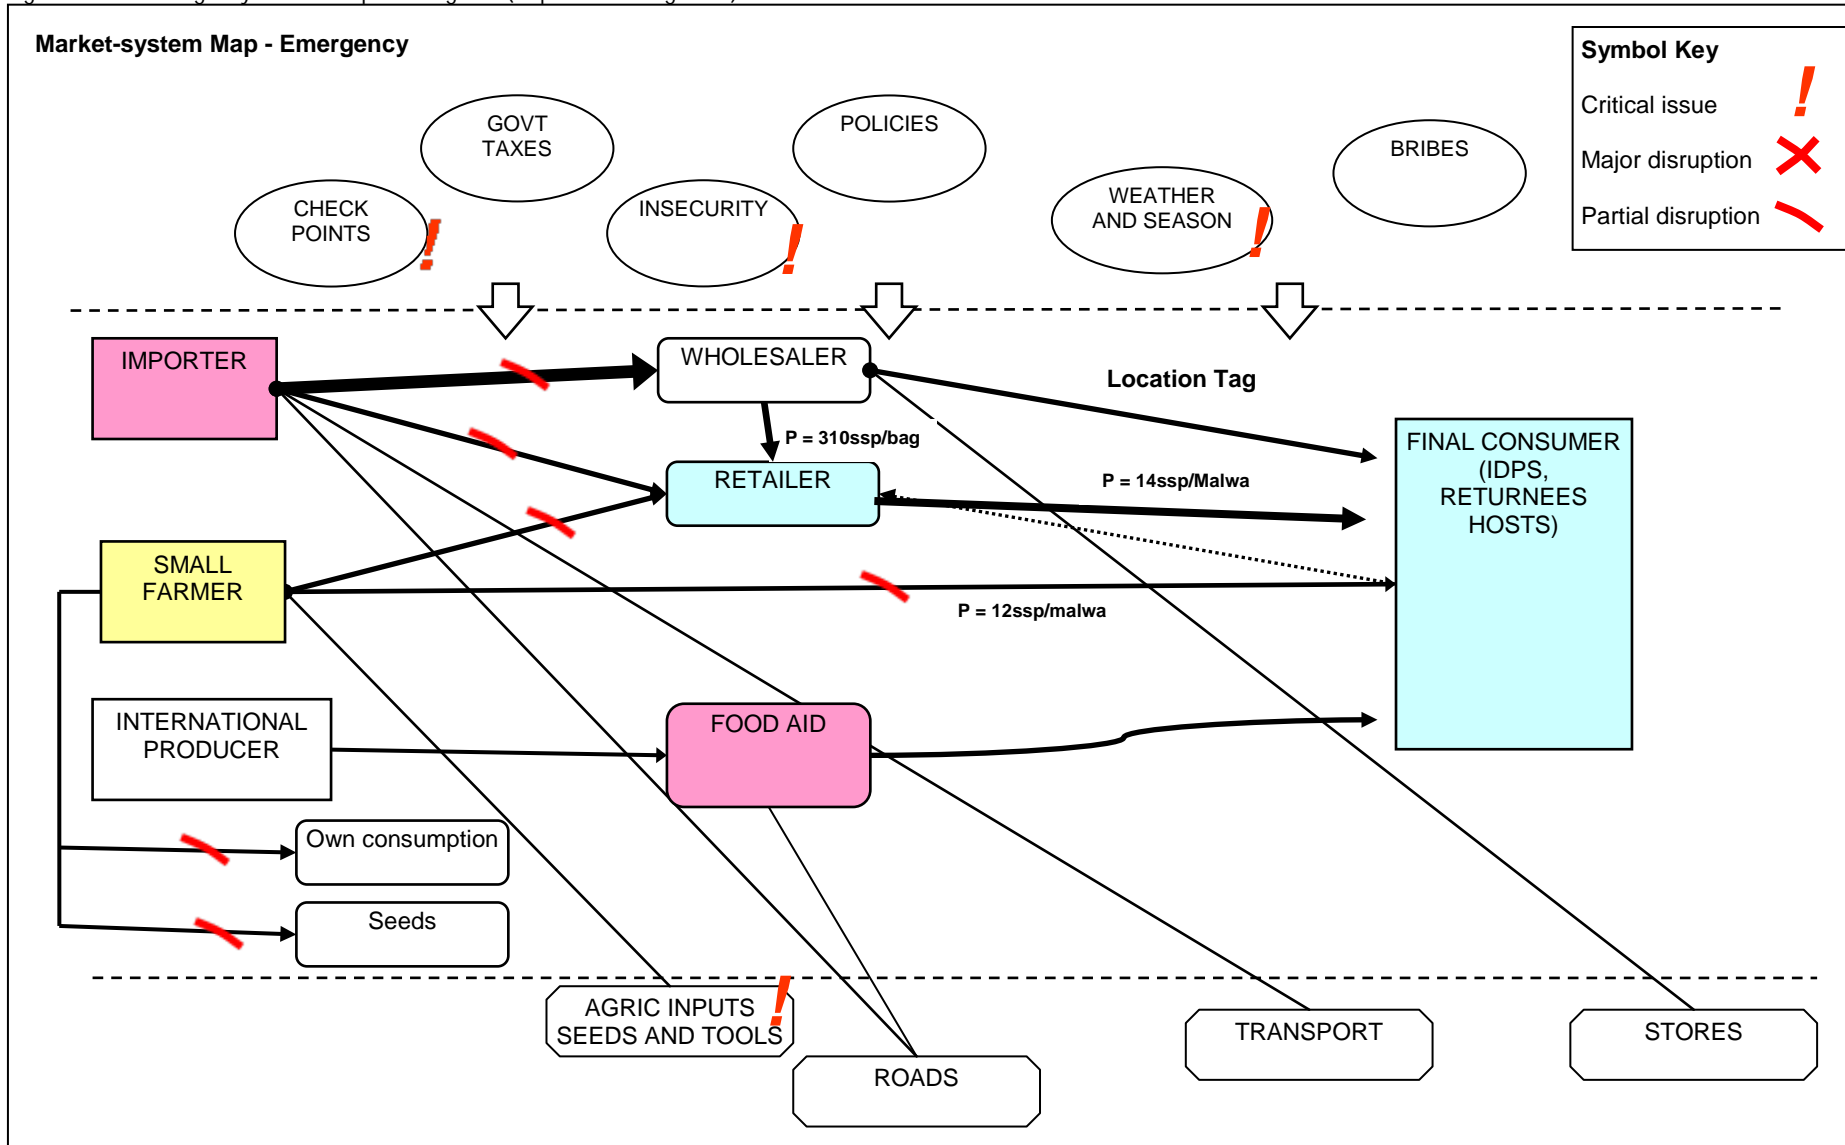 Market-system Map - Emergency
Symbol Key
Critical issue
Major disruption
Partial disruption
GOVT
TAXES
POLICIES
BRIBES
CHECK
POINTS
INSECURITY
WEATHER
AND SEASON
IMPORTER
WHOLESALER
Location Tag
P = 310ssp/bag
RETAILER
P = 14ssp/Malwa
FINAL CONSUMER
(IDPS,
RETURNEES
HOSTS)
SMALL
FARMER
P = 12ssp/malwa
INTERNATIONAL
PRODUCER
FOOD AID
Own consumption
Seeds
AGRIC INPUTS
SEEDS AND TOOLS
ROADS
TRANSPORT
STORES